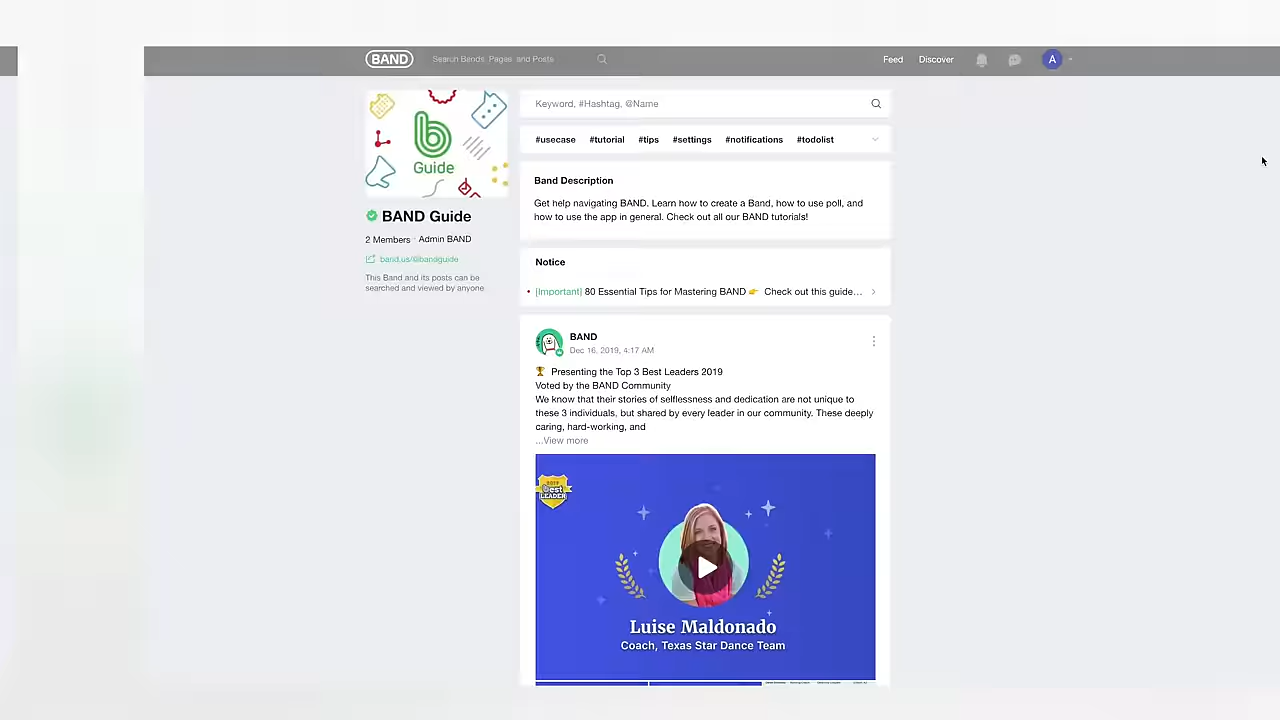 BAND
Search Bands, Pages and Posts
Feed
Discover
A
Guide
BAND Guide
2 Members · Admin BAND
band.us/@bandguide
This Band and its posts can be
searched and viewed by anyone
Keyword, #Hashtag, @Name
#usecase #tutorial #tips #settings #notifications #todolist
Band Description
Get help navigating BAND. Learn how to create a Band, how to use poll, and
how to use the app in general. Check out all our BAND tutorials!
Notice
[Important] 80 Essential Tips for Mastering BAND 👉 Check out this guide...
BAND
Dec 16, 2019, 4:17 AM
🏆 Presenting the Top 3 Best Leaders 2019
Voted by the BAND Community
We know that their stories of selflessness and dedication are not unique to
these 3 individuals, but shared by every leader in our community. These deeply
caring, hard-working, and
...View more
2019
Best
LEADER
Luise Maldonado
Coach, Texas Star Dance Team